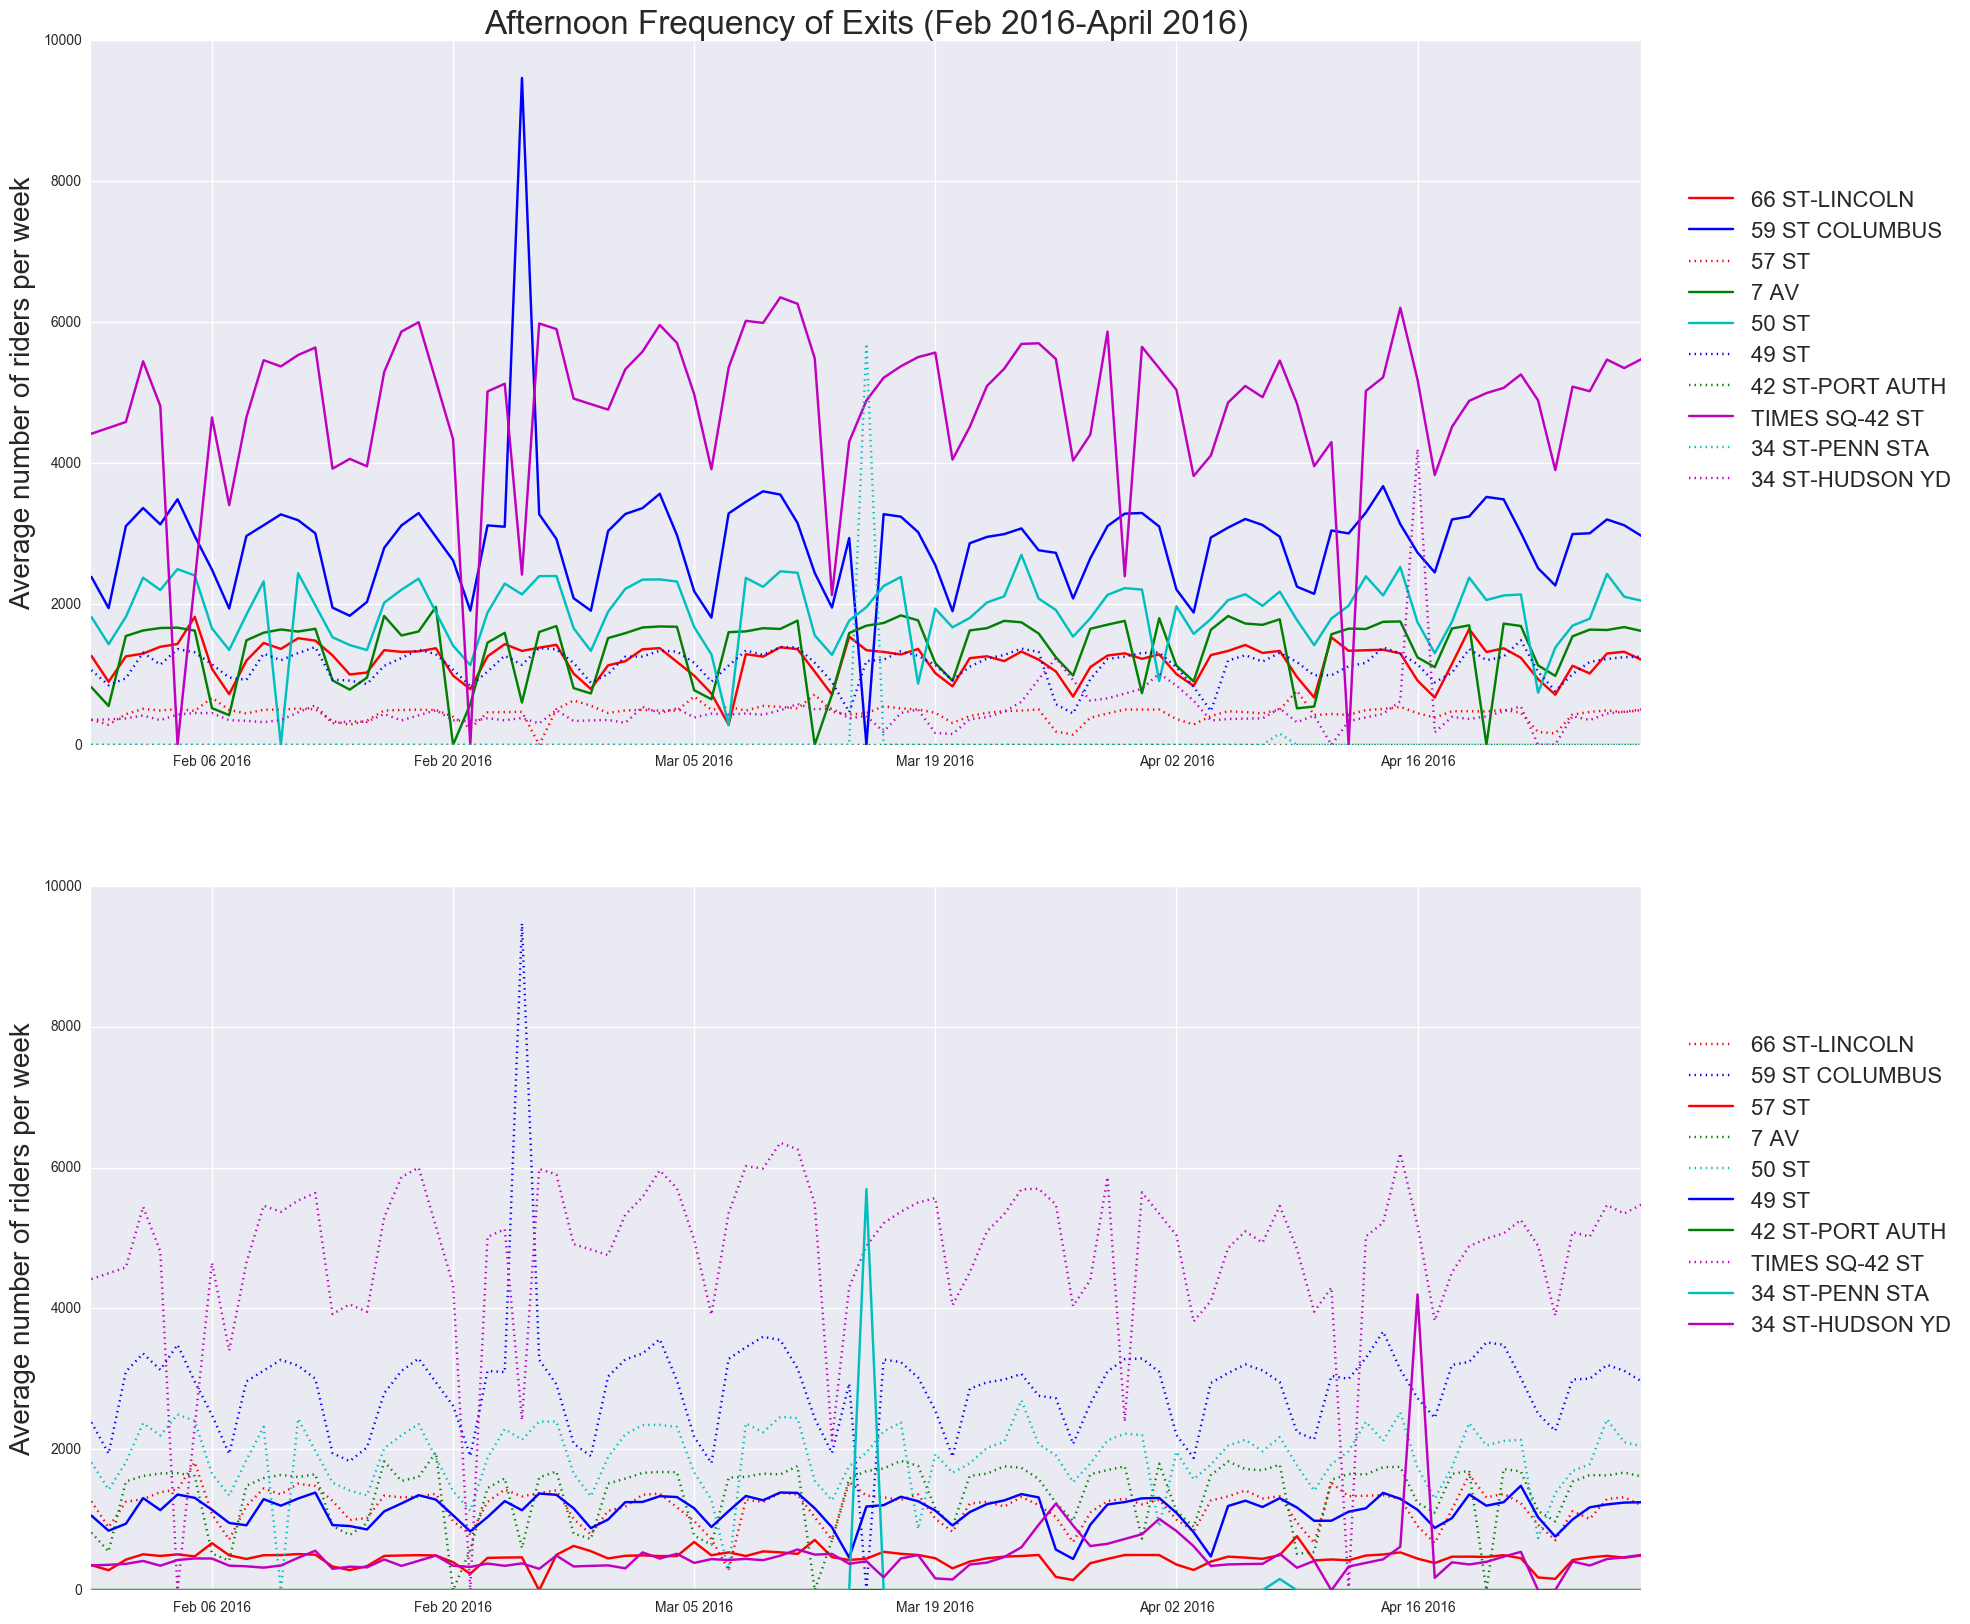 Afternoon Frequency of Exits (Feb 2016-April 2016)
Average number of riders per week
10000
8000
6000
4000
2000
0
Feb 06 2016
Feb 20 2016
Mar 05 2016
Mar 19 2016
Apr 02 2016
Apr 16 2016
66 ST-LINCOLN
59 ST COLUMBUS
57 ST
7 AV
50 ST
49 ST
42 ST-PORT AUTH
TIMES SQ-42 ST
34 ST-PENN STA
34 ST-HUDSON YD
Average number of riders per week
10000
8000
6000
4000
2000
0
Feb 06 2016
Feb 20 2016
Mar 05 2016
Mar 19 2016
Apr 02 2016
Apr 16 2016
66 ST-LINCOLN
59 ST COLUMBUS
57 ST
7 AV
50 ST
49 ST
42 ST-PORT AUTH
TIMES SQ-42 ST
34 ST-PENN STA
34 ST-HUDSON YD